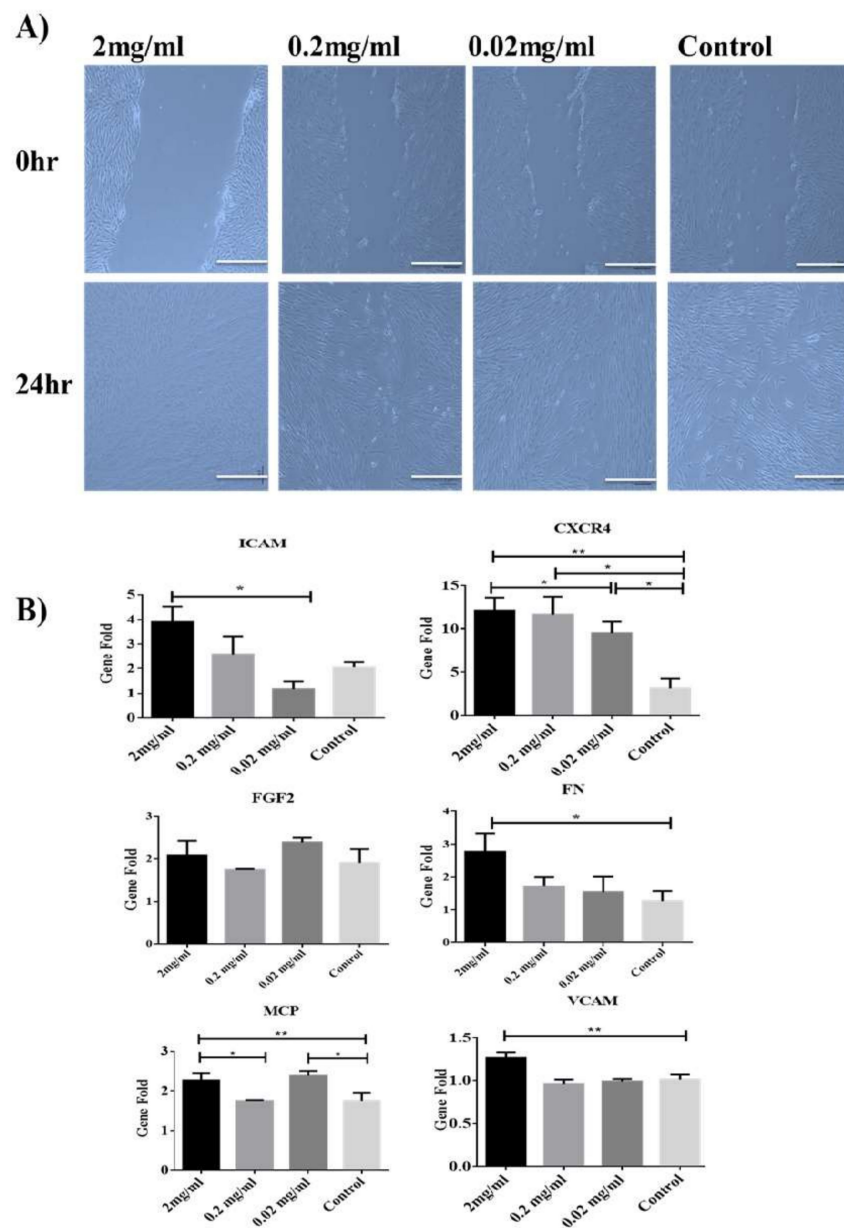 A)
2mg/ml 0.2mg/ml 0.02mg/ml Control
0hr
24hr
B)
ICAM
*
Gene Fold
5
4
3
2
1
0
2mg/ml 0.2 mg/ml 0.02 mg/ml Control
CXCR4
**
*
* *
Gene Fold
15
10
5
0
2mg/ml 0.2 mg/ml 0.02 mg/ml Control
FGF2
Gene Fold
3
2
1
0
2mg/ml 0.2 mg/ml 0.02 mg/ml Control
FN
*
Gene Fold
4
3
2
1
0
2mg/ml 0.2 mg/ml 0.02 mg/ml Control
MCP
**
* *
Gene Fold
3
2
1
0
2mg/ml 0.2 mg/ml 0.02 mg/ml Control
VCAM
**
Gene Fold
1.5
1.0
0.5
0.0
2mg/ml 0.2 mg/ml 0.02 mg/ml Control